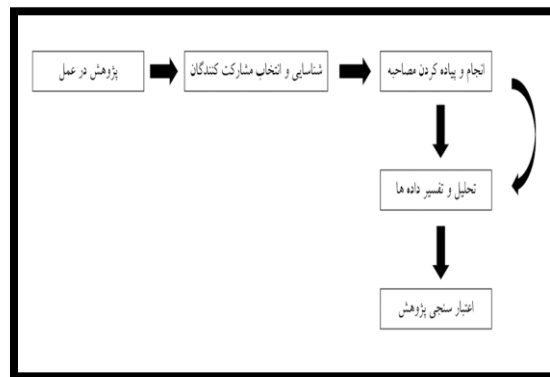 پژوهش در عمل
شناسایی و انتخاب مشارکت کنندگان
انجام و پیاده کردن مصاحبه
تحلیل و تفسیر داده ها
اعتبار سنجی پژوهش